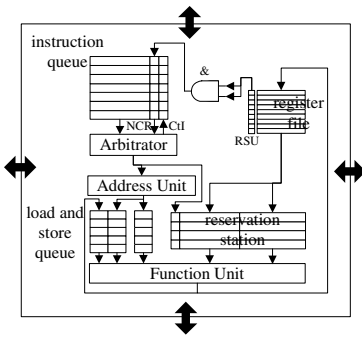 instruction
queue
&
register
file
NCR
CtI
RSU
Arbitrator
Address Unit
load and
store
queue
reservation
station
Function Unit